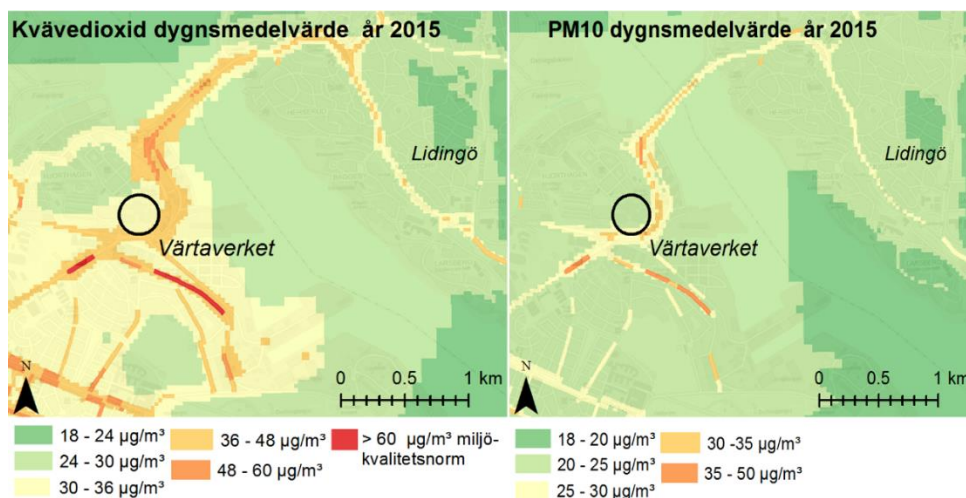 Kvävedioxid dygnsmedelvärde år 2015
Lidingö
Värtaverket
N
0 0.5 1 km
18 - 24 µg/m³
24 - 30 µg/m³
30 - 36 µg/m³
36 - 48 µg/m³
48 - 60 µg/m³
> 60 µg/m³ miljö-
kvalitetsnorm
PM10 dygnsmedelvärde år 2015
Lidingö
Värtaverket
N
0 0.5 1 km
18 - 20 µg/m³
20 - 25 µg/m³
25 - 30 µg/m³
30 -35 µg/m³
35 - 50 µg/m³